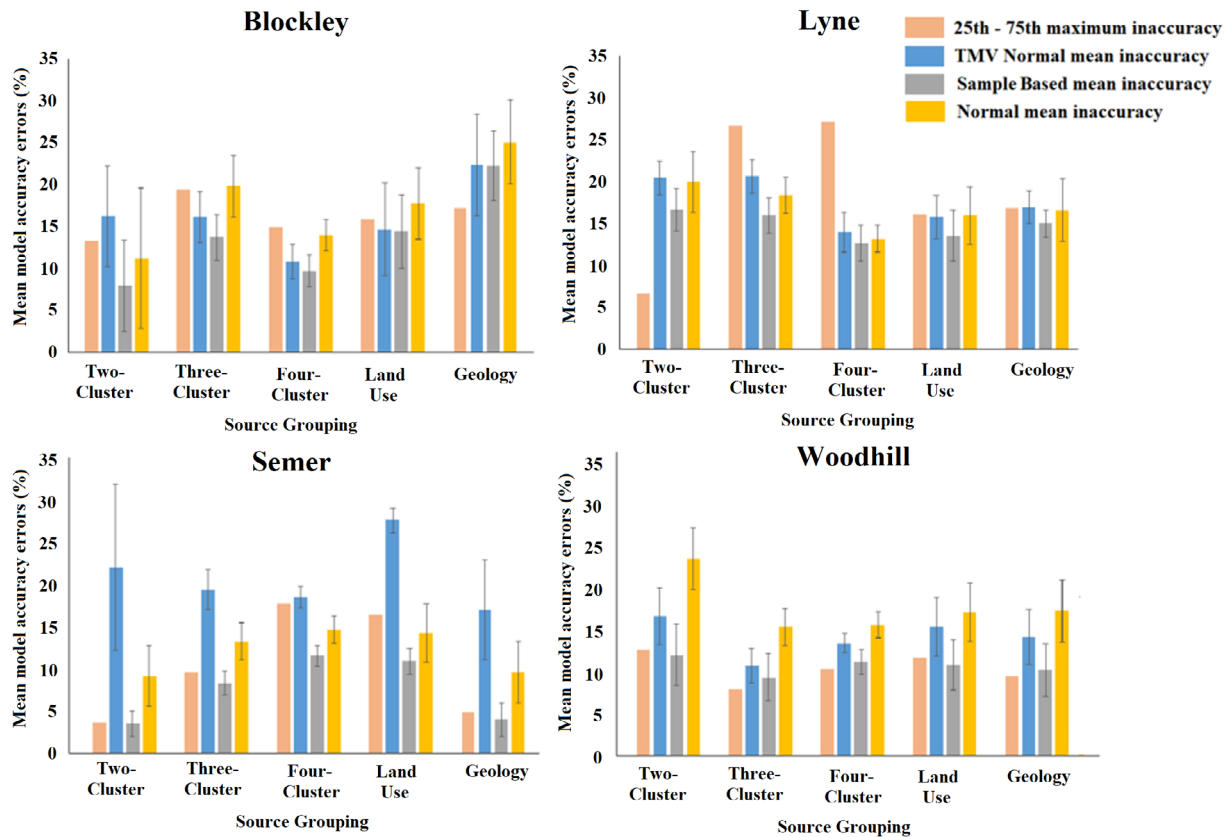 Blockley
Mean model accuracy errors (%)
35
30
25
20
15
10
5
0
Two-
Cluster
Three-
Cluster
Four-
Cluster
Land
Use
Geology
Source Grouping
Lyne
25th - 75th maximum inaccuracy
TMV Normal mean inaccuracy
Sample Based mean inaccuracy
Normal mean inaccuracy
Mean model accuracy errors (%)
35
30
25
20
15
10
5
0
Two-
Cluster
Three-
Cluster
Four-
Cluster
Land
Use
Geology
Source Grouping
Semer
Mean model accuracy errors (%)
35
30
25
20
15
10
5
0
Two-
Cluster
Three-
Cluster
Four-
Cluster
Land
Use
Geology
Source Grouping
Woodhill
Mean model accuracy errors (%)
35
30
25
20
15
10
5
0
Two-
Cluster
Three-
Cluster
Four-
Cluster
Land
Use
Geology
Source Grouping